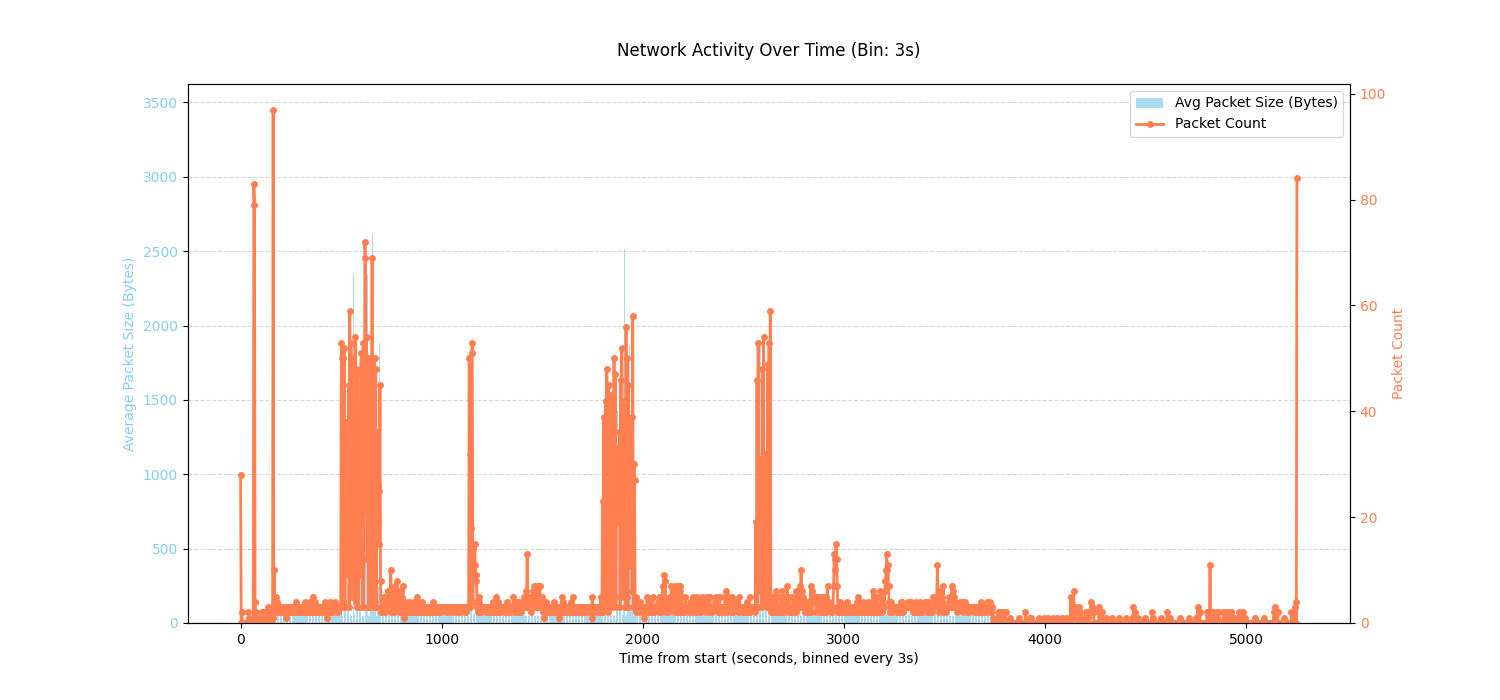 Network Activity Over Time (Bin: 3s)
Avg Packet Size (Bytes)
Packet Count
3500
3000
2500
2000
1500
1000
500
0
Average Packet Size (Bytes)
100
80
60
40
20
0
Packet Count
0 1000 2000 3000 4000 5000
Time from start (seconds, binned every 3s)